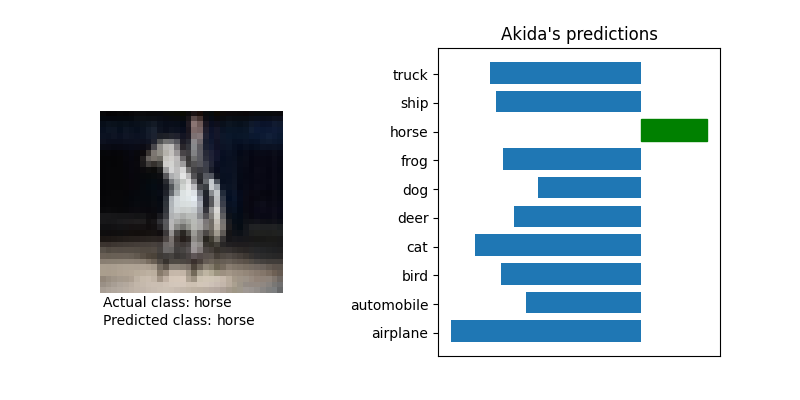 Akida's predictions
truck
ship
horse
frog
dog
deer
cat
bird
automobile
airplane
Actual class: horse
Predicted class: horse